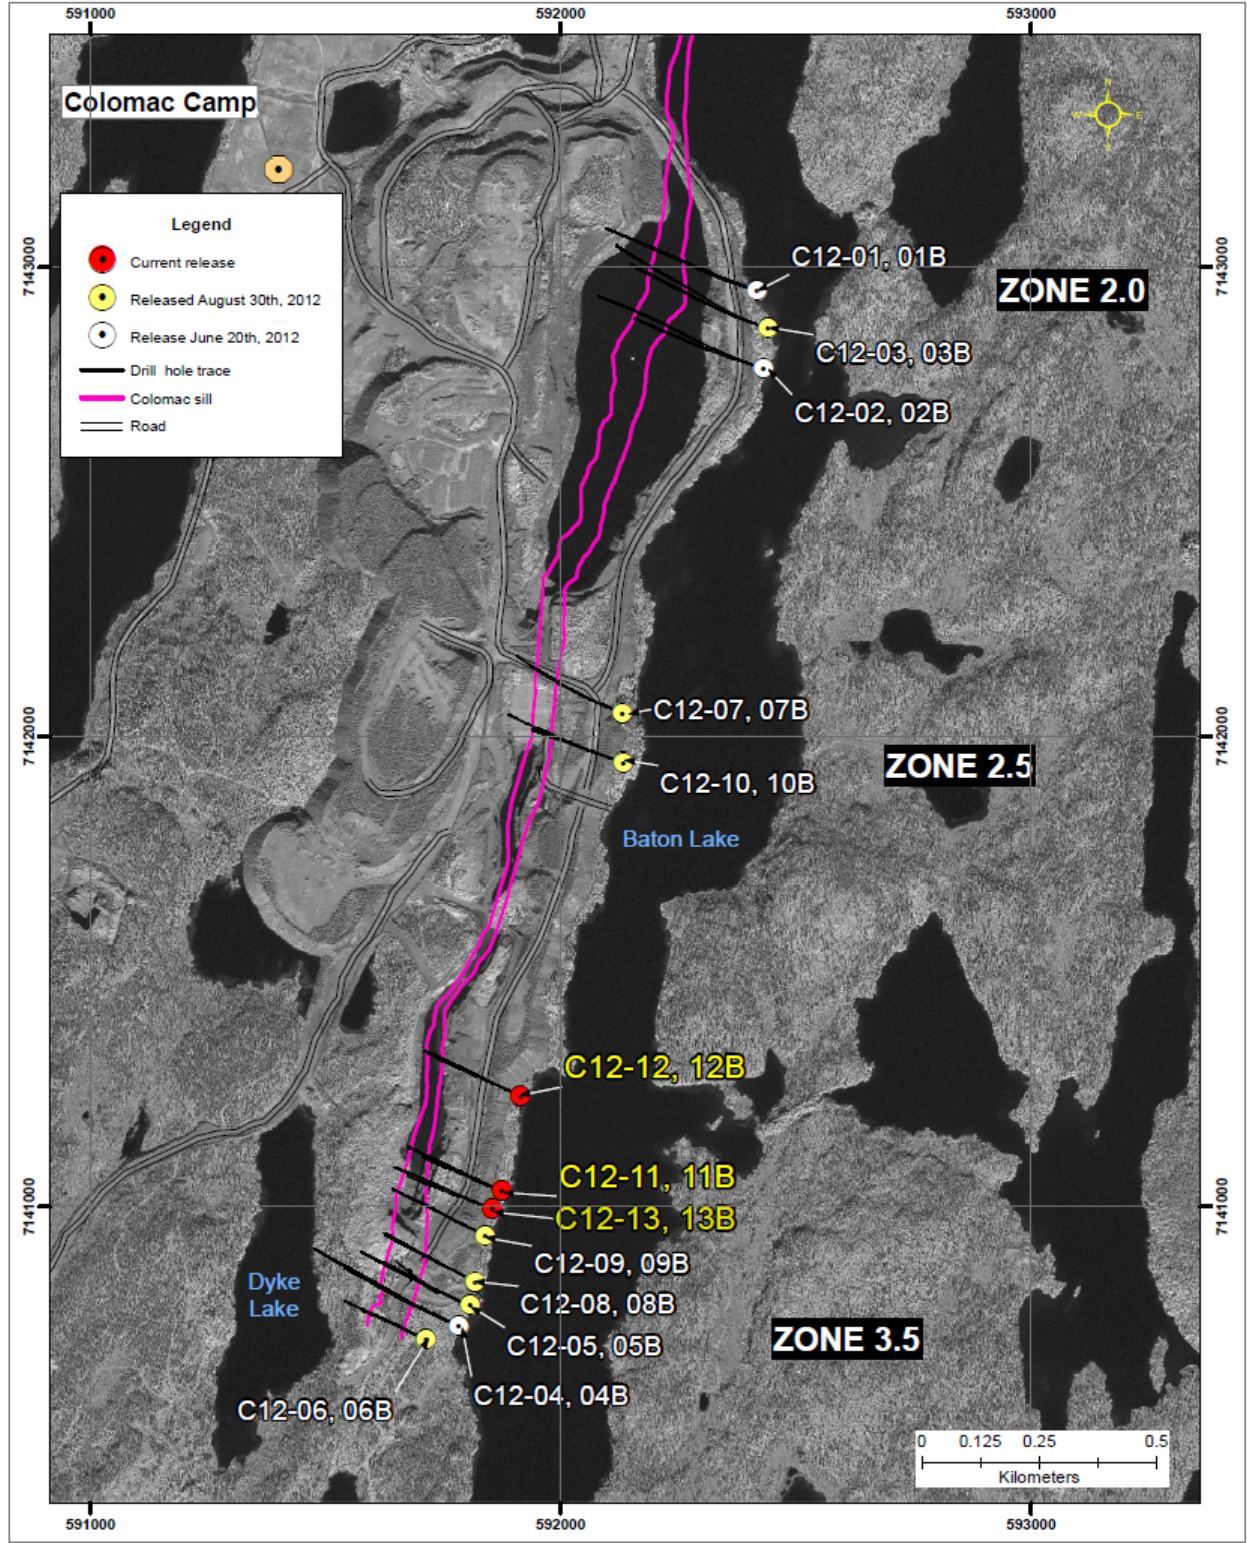 591000
592000
593000
Colomac Camp
N
W E
S
Legend
Current release
Released August 30th, 2012
Release June 20th, 2012
Drill hole trace
Colomac sill
Road
7143000
7143000
C12-01, 01B
ZONE 2.0
C12-03, 03B
C12-02, 02B
C12-07, 07B
7142000
7142000
ZONE 2.5
C12-10, 10B
Baton Lake
C12-12, 12B
C12-11, 11B
7141000
7141000
C12-13, 13B
C12-09, 09B
Dyke
Lake
C12-08, 08B
C12-05, 05B
ZONE 3.5
C12-04, 04B
C12-06, 06B
0 0.125 0.25 0.5
Kilometers
591000
592000
593000